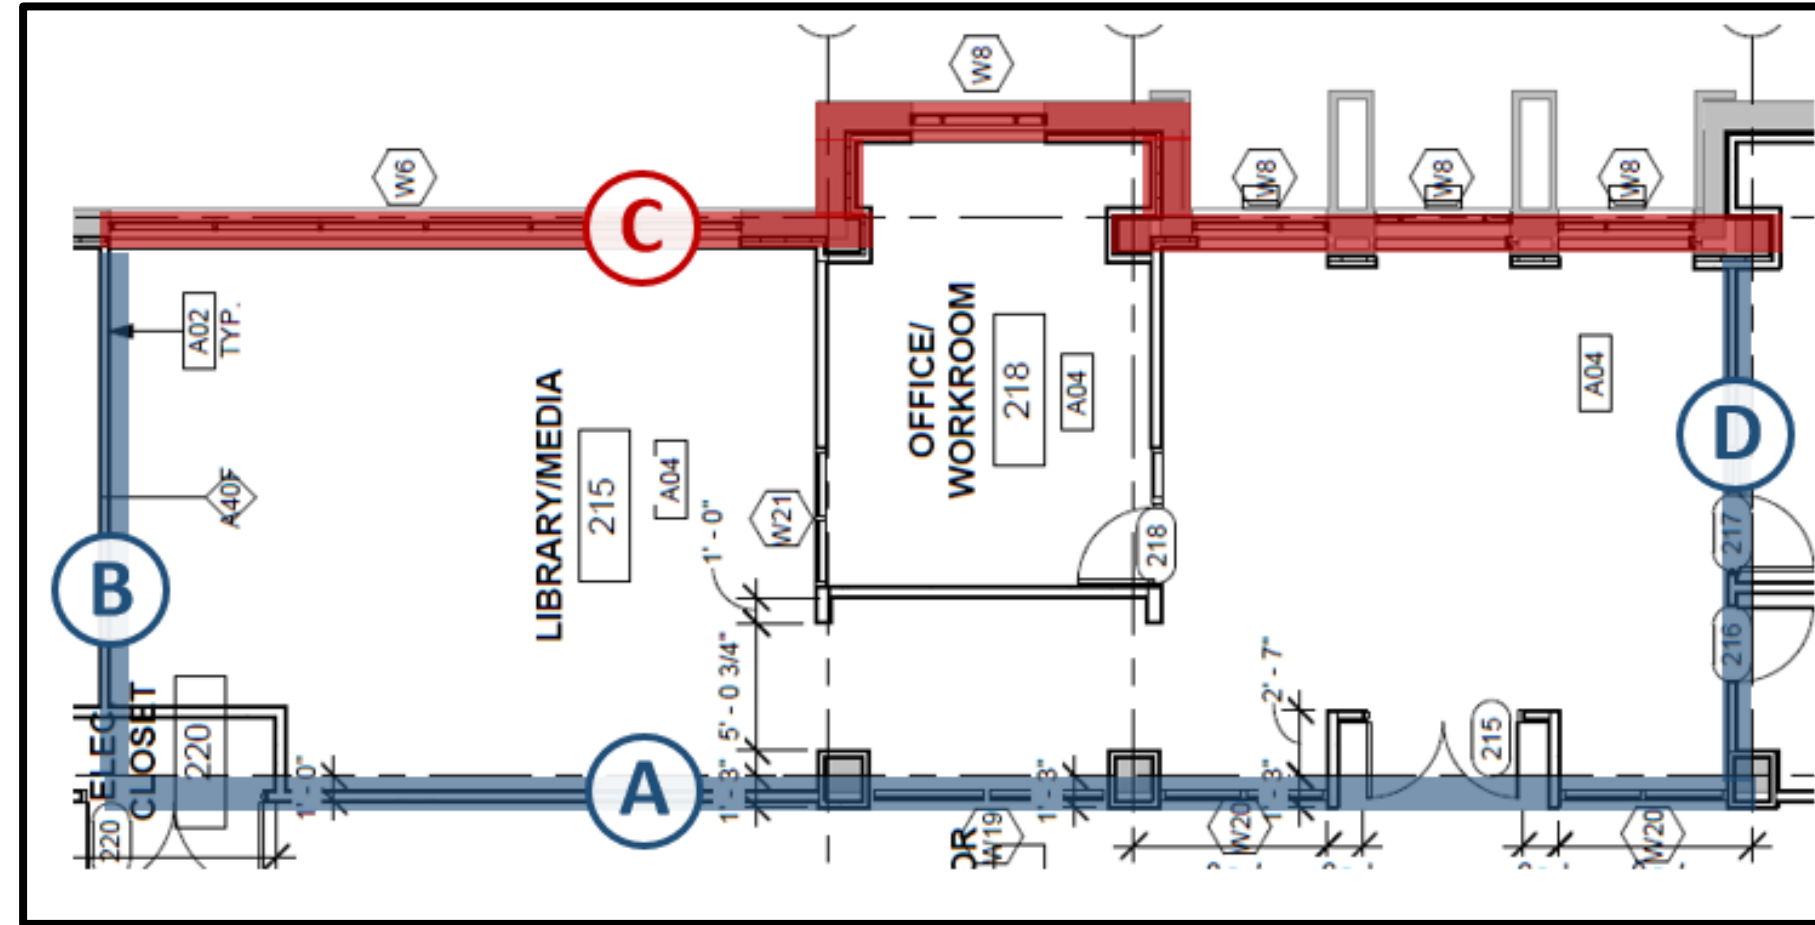 W8
W6
C
W8
W8
W8
A02
TYP.
LIBRARY/MEDIA
215
A04
OFFICE/
WORKROOM
218
A04
A04
A40F
W21
1' - 0"
218
B
D
217
216
5' - 0 3/4"
2' - 7"
ELEC
CLOSET
220
220
1' - 0"
A
1' - 3"
1' - 3"
1' - 3"
215
W19
W20
W20